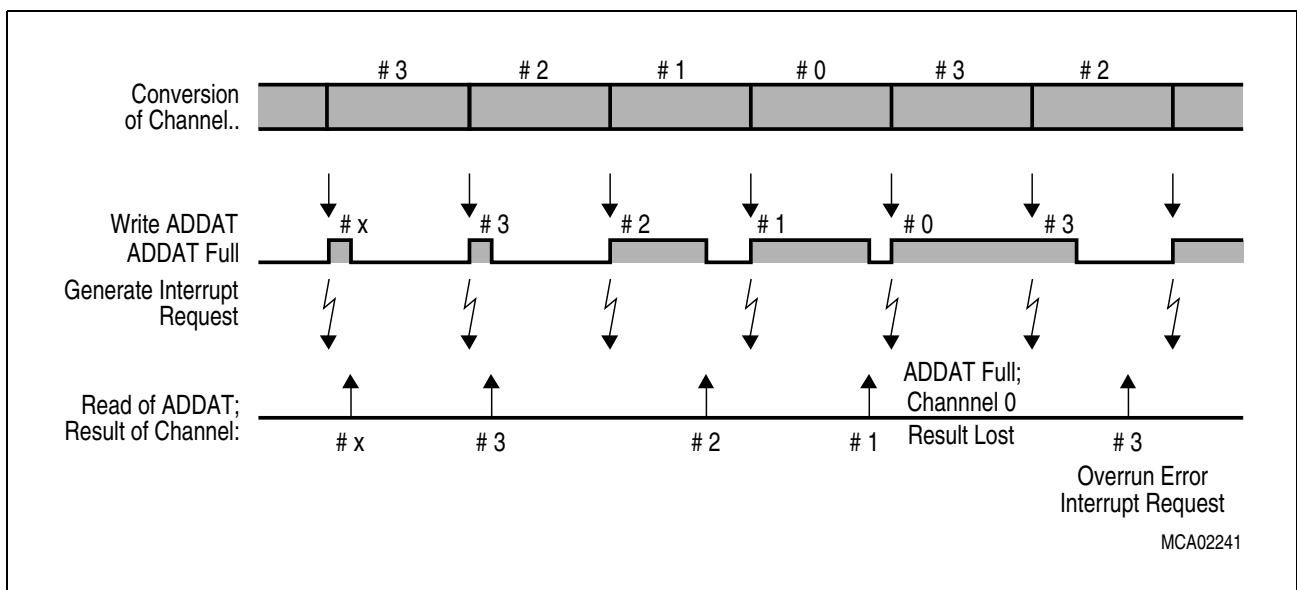 # 3 # 2 # 1 # 0 # 3 # 2
Conversion
of Channel..
Write ADDAT # x # 3 # 2 # 1 # 0 # 3
ADDAT Full
Generate Interrupt
Request
ADDAT Full;
Read of ADDAT; Channnel 0
Result of Channel: Result Lost
# x # 3 # 2 # 1 # 3
Overrun Error
Interrupt Request
MCA02241